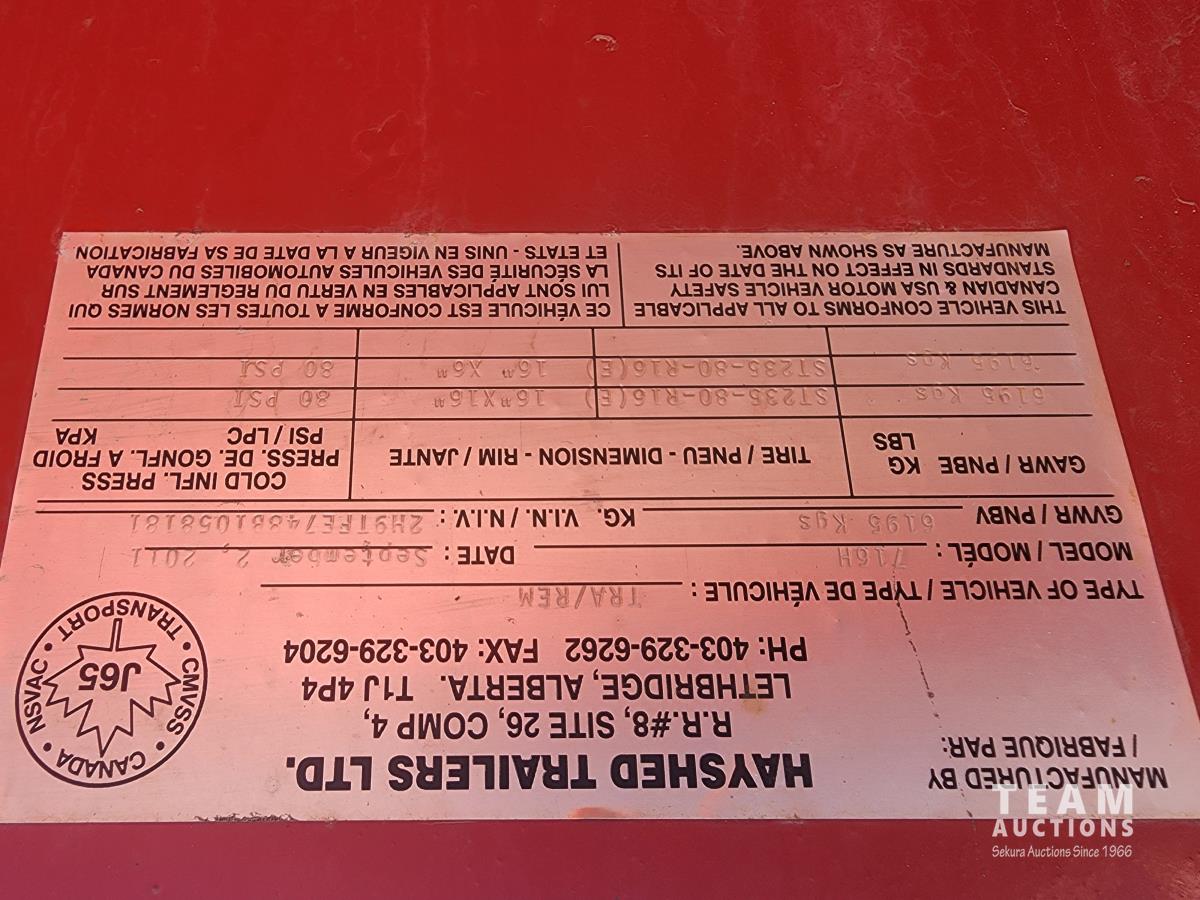 MANUFACTURED BY
/ FABRIQUE PAR:
HAYSHED TRAILERS LTD.
R.R.#8, SITE 26, COMP 4,
LETHBRIDGE, ALBERTA. T1J 4P4
PH: 403-329-6262 FAX: 403-329-6204
CANADA • CMVSS • TRANSPORT • NSVAC •
J65
TYPE OF VEHICLE / TYPE DE VÉHICULE : TRA/REM
MODEL / MODÉL : 716H DATE : September 2, 2011
GVWR / PNBV 6195 Kgs KG. V.I.N. / N.I.V. :
GAWR / PNBE KG LBS
TIRE / PNEU - DIMENSION - RIM / JANTE
COLD INFL. PRESS
PRESS. DE. GONFL. A FROID
PSI / LPC KPA
6195 Kgs ST235-80-R16(E) 16"X16" 80 PSI
6195 Kgs ST235-80-R16(E) 16" X6" 80 PSI
THIS VEHICLE CONFORMS TO ALL APPLICABLE
CANADIAN & USA MOTOR VEHICLE SAFETY
STANDARDS IN EFFECT ON THE DATE OF ITS
MANUFACTURE AS SHOWN ABOVE.
CE VÉHICULE EST CONFORME A TOUTES LES NORMES QUI
LUI SONT APPLICABLES EN VERTU DU REGLEMENT SUR
LA SÉCURITÉ DES VEHICULES AUTOMOBILES DU CANADA
ET ETATS - UNIS EN VIGEUR A LA DATE DE SA FABRICATION
TEAM
AUCTIONS
Sekura Auctions Since 1966